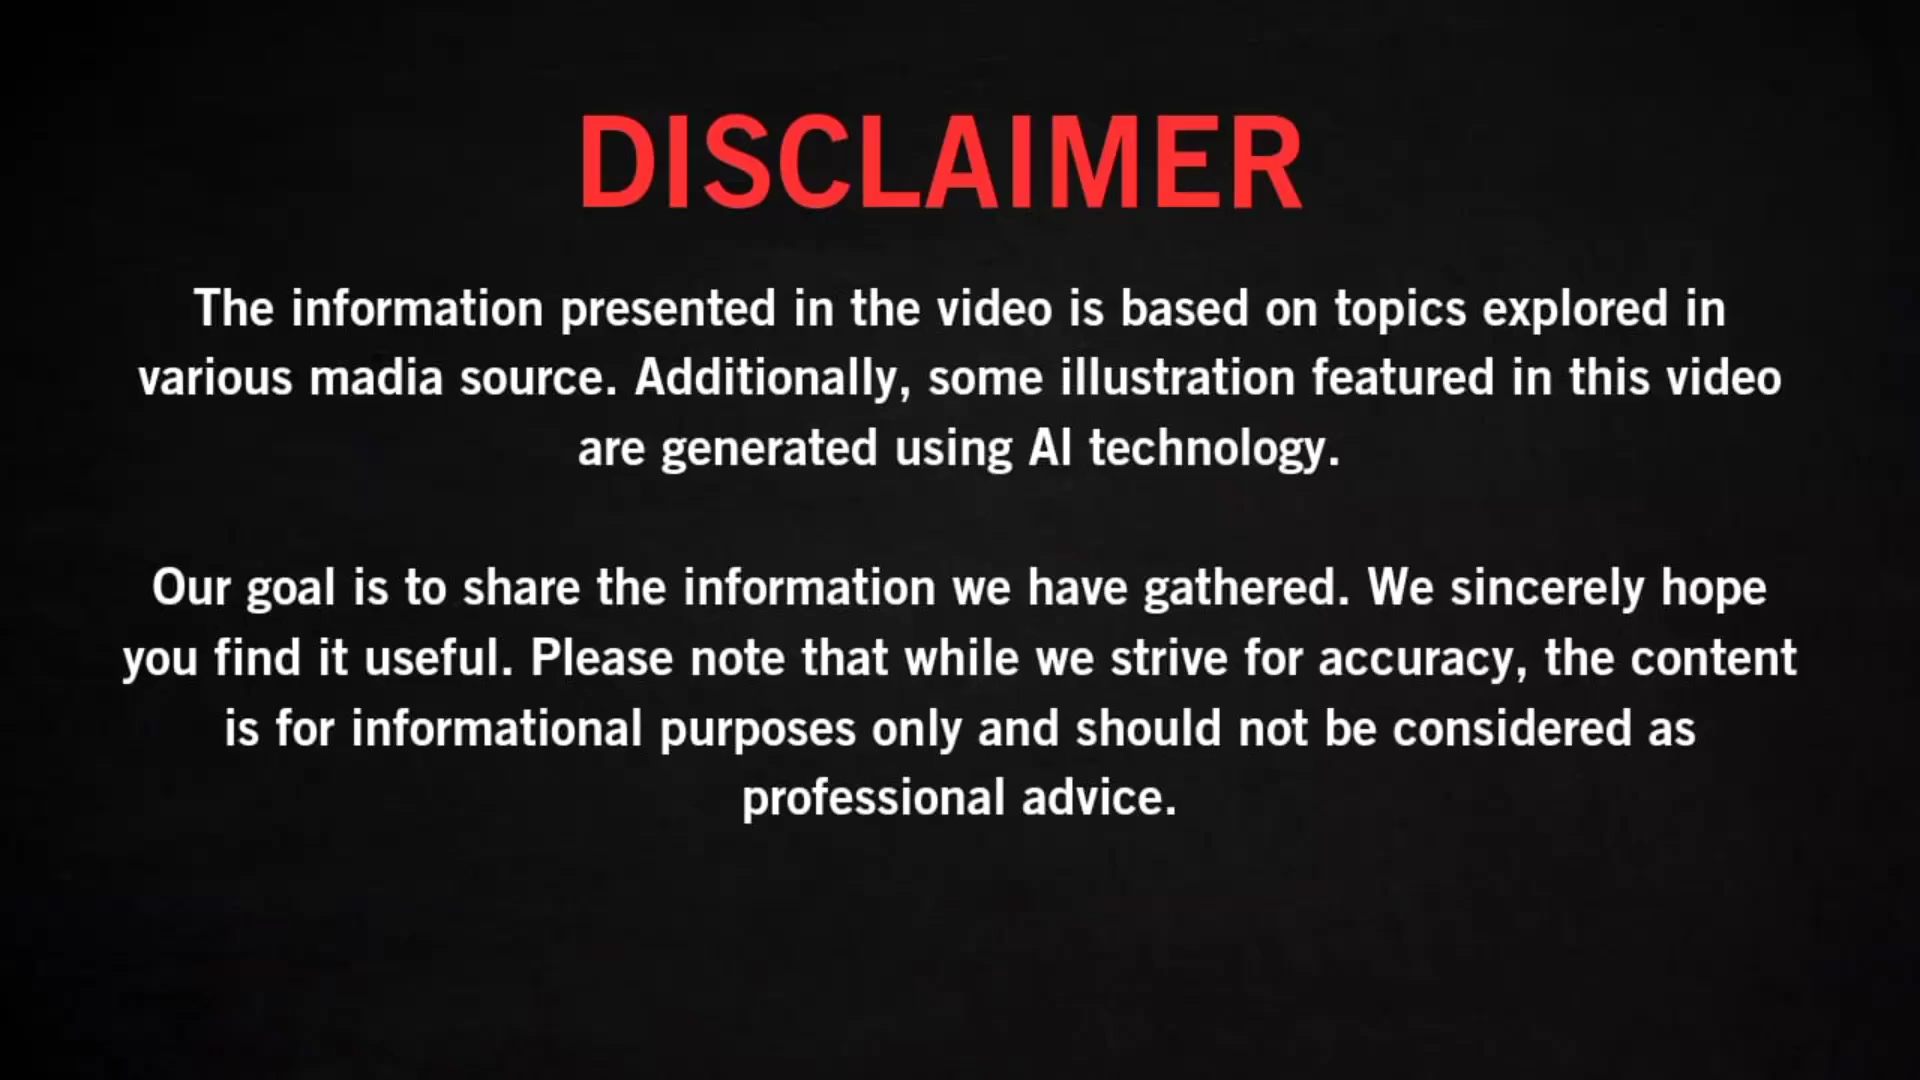 DISCLAIMER
The information presented in the video is based on topics explored in
various madia source. Additionally, some illustration featured in this video
are generated using AI technology.
Our goal is to share the information we have gathered. We sincerely hope
you find it useful. Please note that while we strive for accuracy, the content
is for informational purposes only and should not be considered as
professional advice.